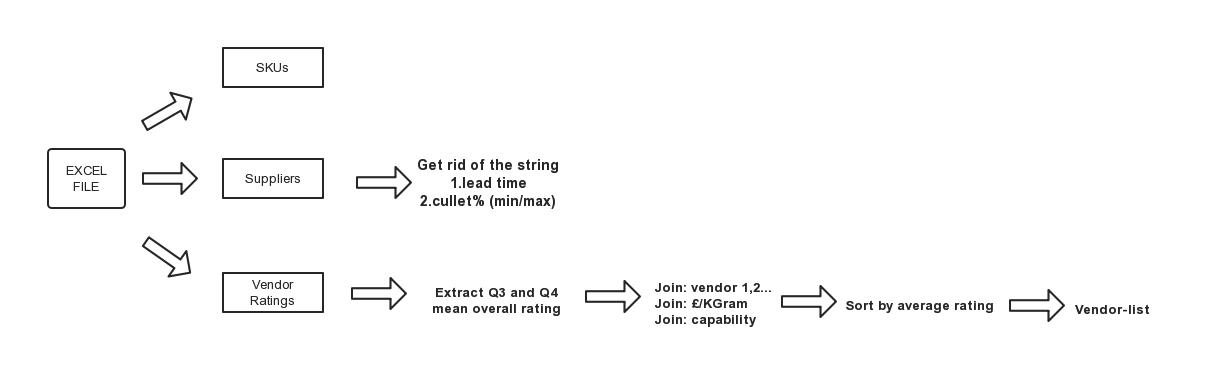 SKUs
EXCEL
FILE
Suppliers
Get rid of the string
1.lead time
2.cullet% (min/max)
Vendor
Ratings
Extract Q3 and Q4
mean overall rating
Join: vendor 1,2...
Join: £/KGram
Join: capability
Sort by average rating
Vendor-list